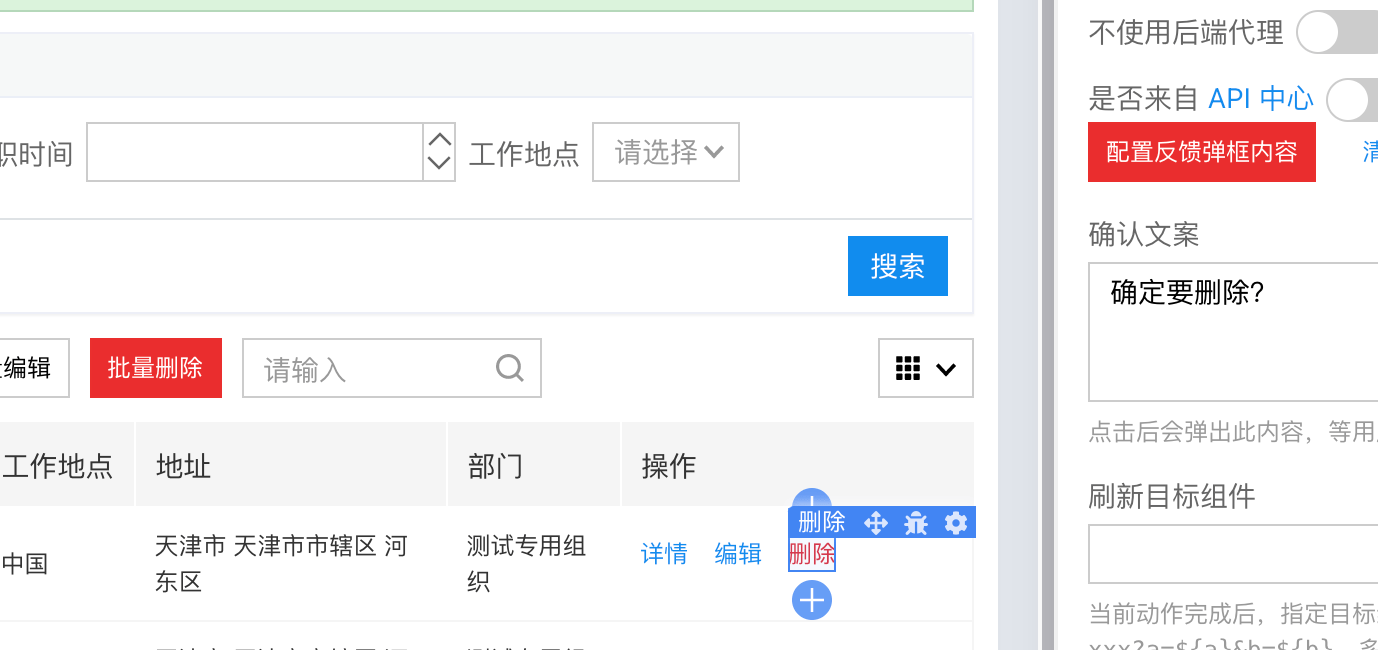 不使用后端代理
是否来自 API 中心
职时间
工作地点 请选择
配置反馈弹框内容
搜索
确认文案
确定要删除?
编辑 批量删除 请输入
点击后会弹出此内容，等用
工作地点 地址 部门 操作
刷新目标组件
删除
中国 天津市 天津市市辖区 河 测试专用组 详情 编辑 删除
东区 织
当前动作完成后，指定目标
xxx?a=${a}&b=${b}，多